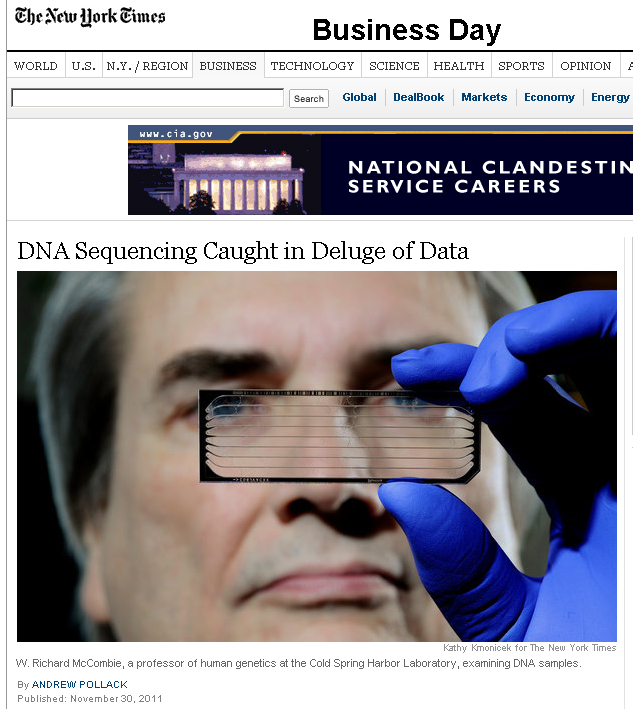 The New York Times
Business Day
WORLD U.S. N.Y. / REGION BUSINESS TECHNOLOGY SCIENCE HEALTH SPORTS OPINION A
Search Global DealBook Markets Economy Energy
www.cia.gov
NATIONAL CLANDESTIN
SERVICE CAREERS
DNA Sequencing Caught in Deluge of Data
Kathy Kmonicek for The New York Times
W. Richard McCombie, a professor of human genetics at the Cold Spring Harbor Laboratory, examining DNA samples.
By ANDREW POLLACK
Published: November 30, 2011